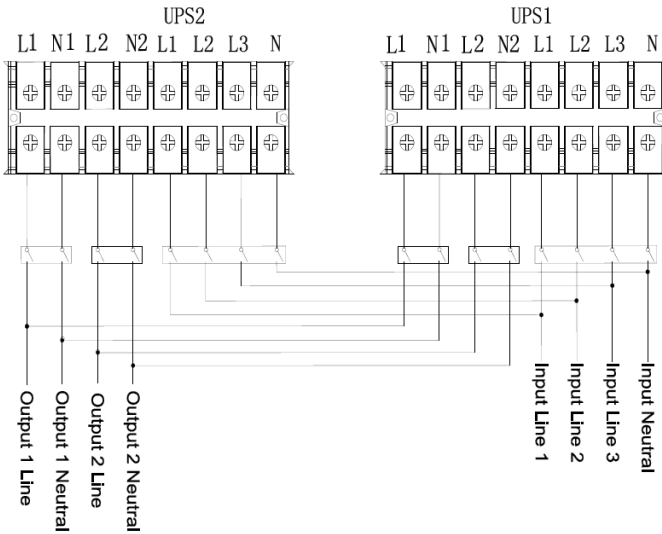 UPS2
UPS1
L1 N1 L2 N2 L1 L2 L3 N
L1 N1 L2 N2 L1 L2 L3 N
Output 1 Line
Output 1 Neutral
Output 2 Line
Output 2 Neutral
Input Line 1
Input Line 2
Input Line 3
Input Neutral